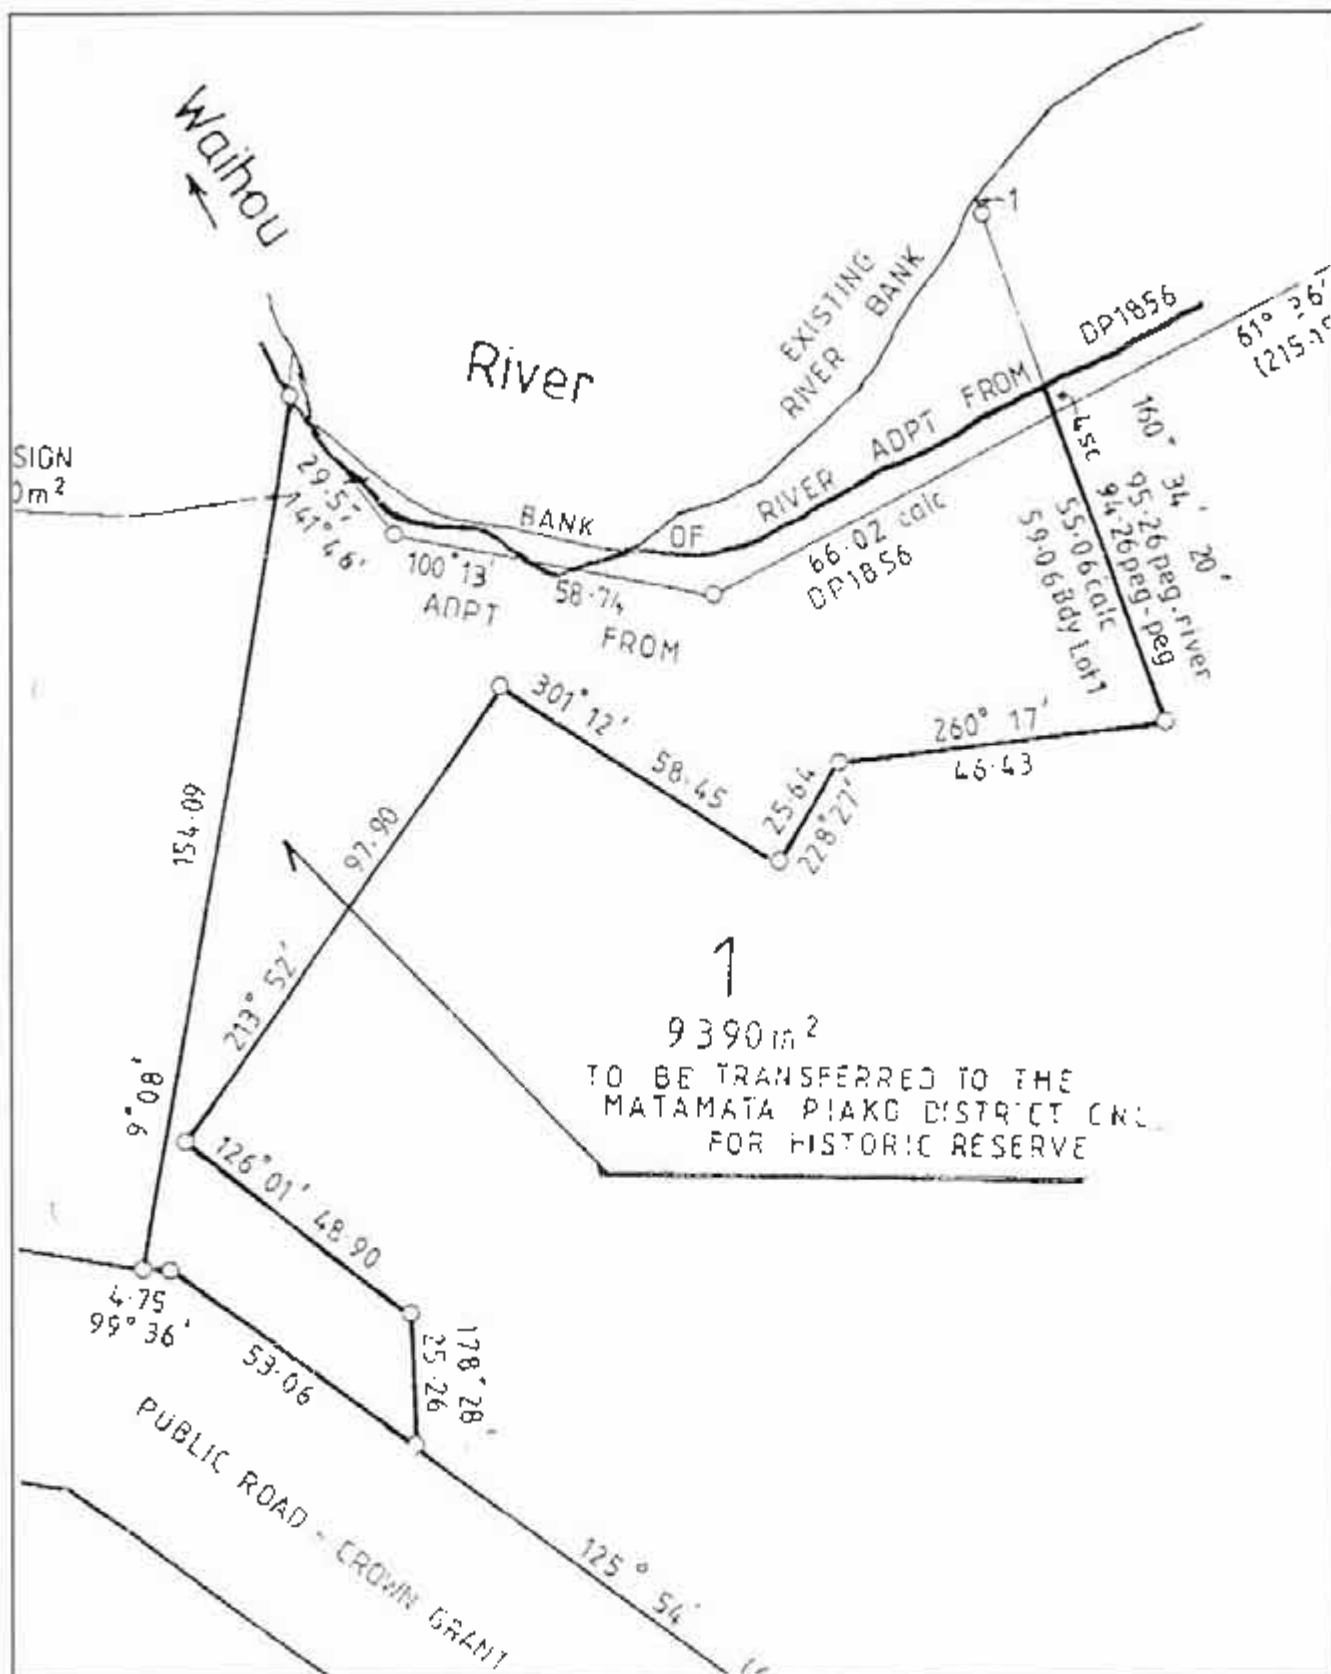 Waihou
River
1
EXISTING
RIVER BANK
DP1856
61° 36'
(215.1
SIGN
0m²
29.57
141° 46'
BANK OF RIVER ADPT FROM
100° 13'
58.74
ADPT FROM
66.02 calc
DP1856
160° 34' 20"
95.26 peg-river
94.26 peg-peg
55.06 calc
59.06 Bdy Lot 1
301° 12' 58.45
25.64
228° 27'
260° 17'
46.43
154.09
9° 08'
97.90
213° 52'
1
9390m²
TO BE TRANSFERRED TO THE
MATAMATA PIAKO DISTRICT CNL
FOR HISTORIC RESERVE
126° 01' 48.90
4.75
99° 36'
53.06
178° 28'
25.26
PUBLIC ROAD - CROWN GRANT
125° 54'